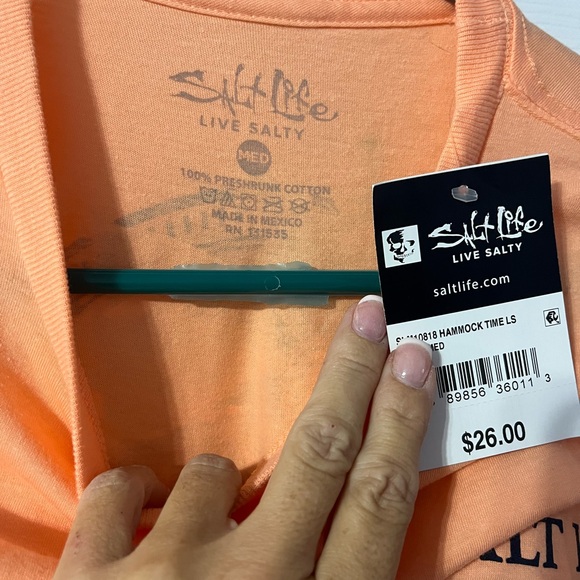 Salt Life
LIVE SALTY
MED
100% PRESHRUNK COTTON
MADE IN MEXICO
RN 131535
Salt Life
LIVE SALTY
saltlife.com
HAMMOCK TIME LS
MED
89856 36011 3
$26.00